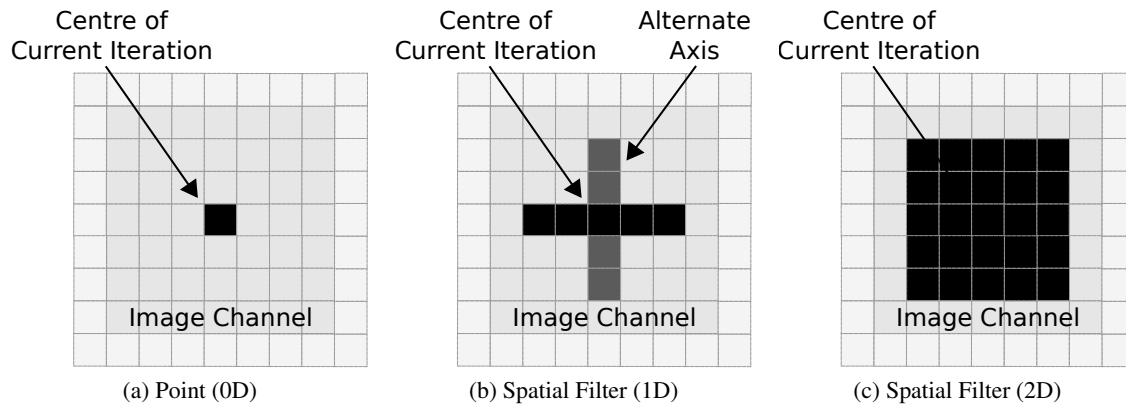 Centre of
Current Iteration
Image Channel
(a) Point (0D)
Centre of
Current Iteration
Alternate
Axis
Image Channel
(b) Spatial Filter (1D)
Centre of
Current Iteration
Image Channel
(c) Spatial Filter (2D)